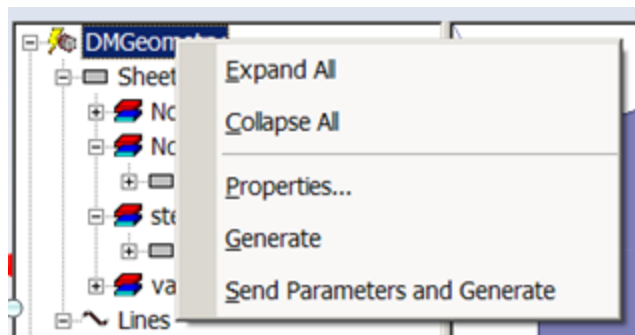 DMGeometry
Sheet
Expand All
Collapse All
Properties...
Generate
Send Parameters and Generate
Lines